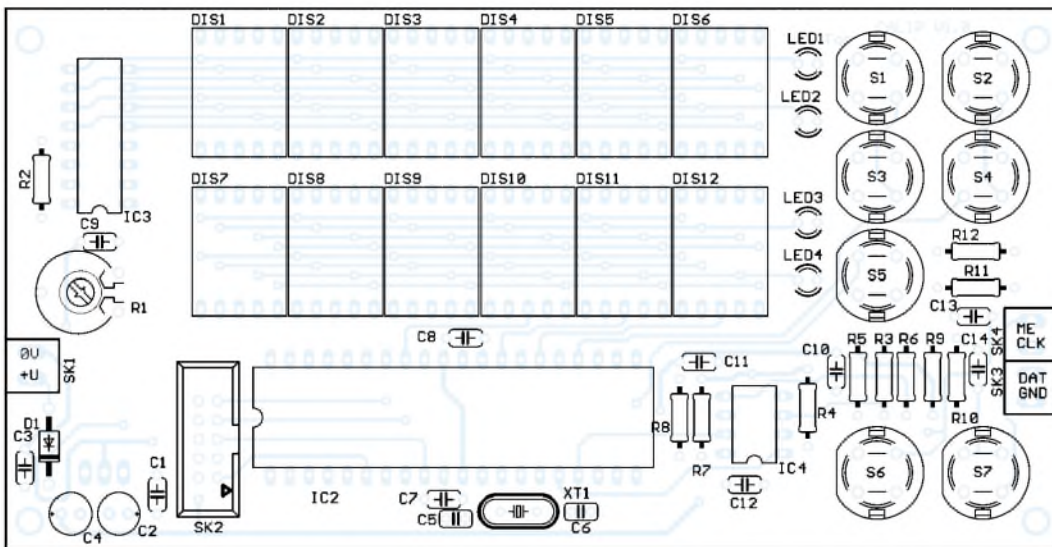 DIS1 DIS2 DIS3 DIS4 DIS5 DIS6
LED1
S1 S2
LED2
R2
S3 S4
DIS7 DIS8 DIS9 DIS10 DIS11 DIS12
IC3
LED3
C9
R12
LED4
S5
R11
R1
C13
ME
CLK
SK4
C8
0V
+U
SK1
C11
C10
R5 R3 R6 R9 C14
SK3
DAT
GND
D1
C3
R8
R4
R10
R7
IC4
C1
S6 S7
IC2
C7
XT1
C12
C5
C6
SK2
C4
C2